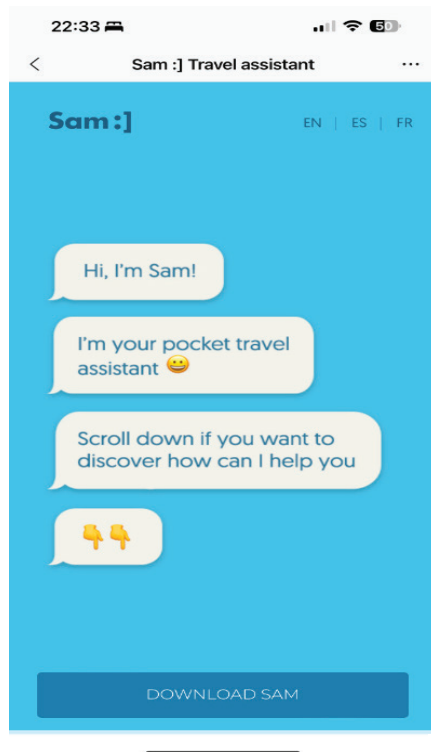 22:33
50
Sam :] Travel assistant
Sam:]
EN | ES | FR
Hi, I'm Sam!
I'm your pocket travel
assistant 😀
Scroll down if you want to
discover how can I help you
👇👇
DOWNLOAD SAM